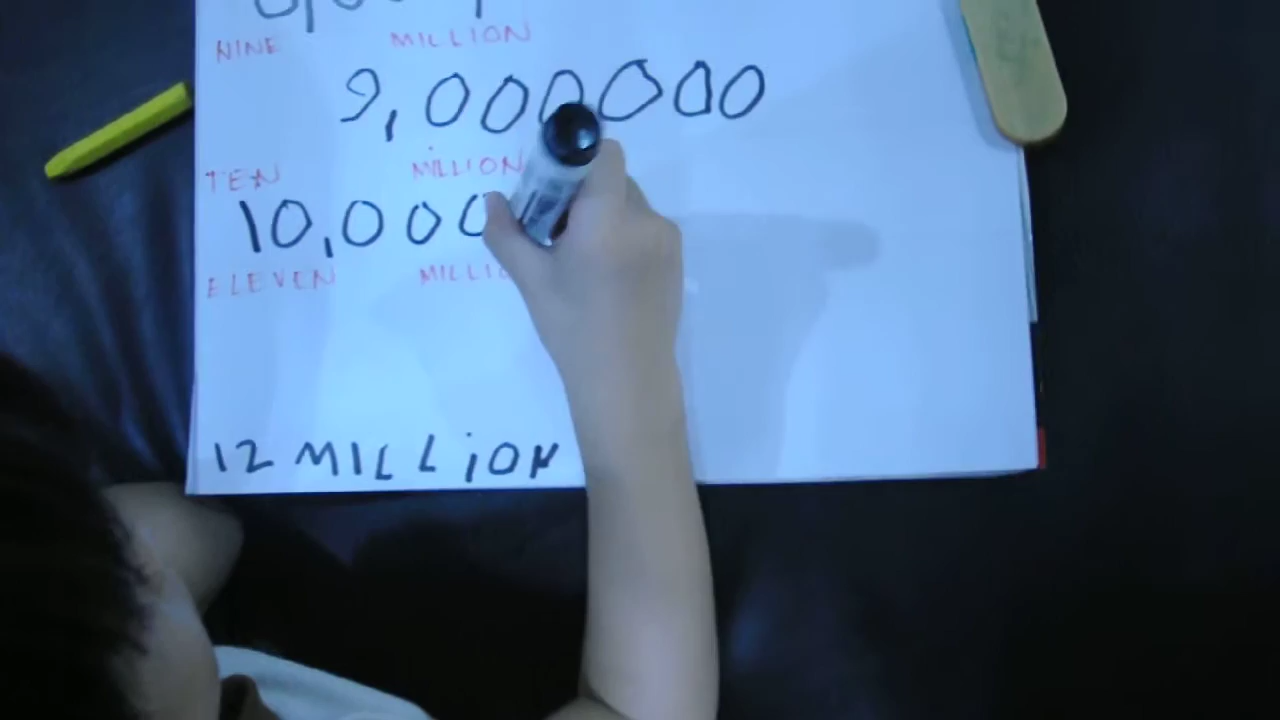 NINE MILLION
9,000000
TEN MILLION
10,000
ELEVEN
12 MILLION